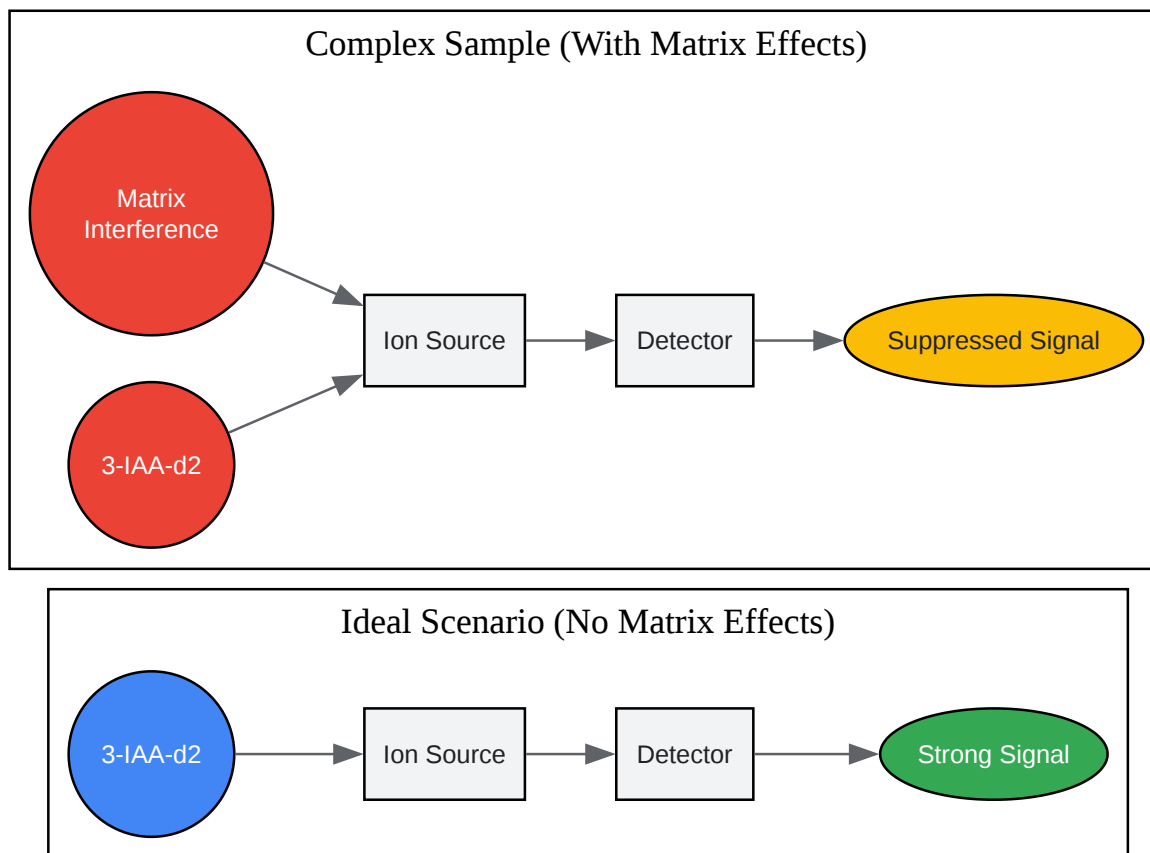 Complex Sample (With Matrix Effects)
Matrix
Interference
Ion Source
Detector
Suppressed Signal
3-IAA-d2
Ideal Scenario (No Matrix Effects)
3-IAA-d2
Ion Source
Detector
Strong Signal